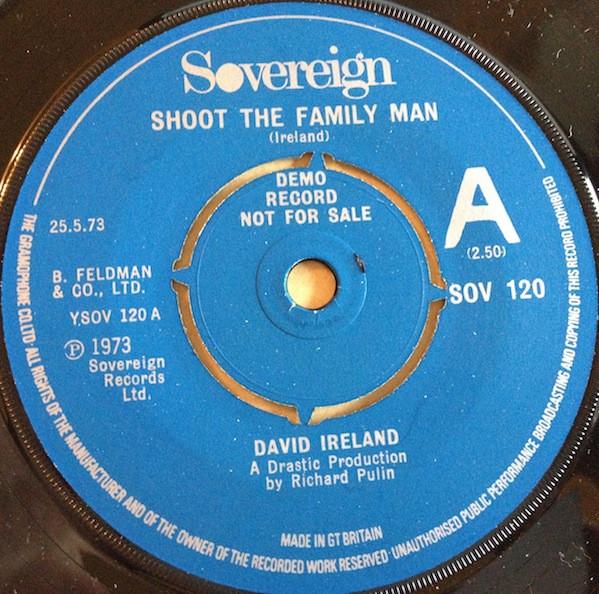 Sovereign
SHOOT THE FAMILY MAN
(Ireland)
DEMO
RECORD
NOT FOR SALE
A
(2.50)
25.5.73
B. FELDMAN
& CO., LTD.
SOV 120
Y.SOV 120 A
Ⓟ 1973
Sovereign
Records
Ltd.
DAVID IRELAND
A Drastic Production
by Richard Pulin
MADE IN GT BRITAIN
THE GRAMOPHONE CO. LTD · ALL RIGHTS OF THE MANUFACTURER AND OF THE OWNER OF THE RECORDED WORK RESERVED · UNAUTHORISED PUBLIC PERFORMANCE BROADCASTING AND COPYING OF THIS RECORD PROHIBITED